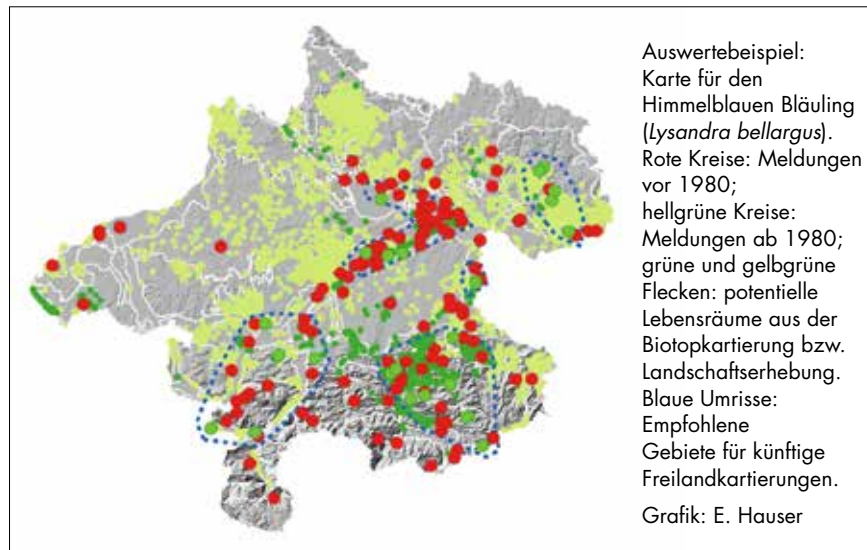 Auswertebeispiel:
Karte für den
Himmelblauen Bläuling
(Lysandra bellargus).
Rote Kreise: Meldungen
vor 1980;
hellgrüne Kreise:
Meldungen ab 1980;
grüne und gelbgrüne
Flecken: potentielle
Lebensräume aus der
Biotopkartierung bzw.
Landschaftserhebung.
Blaue Umrisse:
Empfohlene
Gebiete für künftige
Freilandkartierungen.
Grafik: E. Hauser